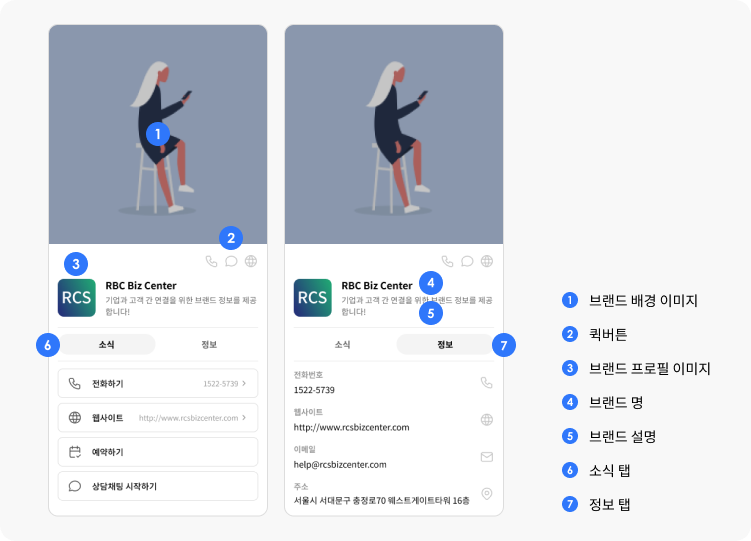 1
2
3
RCS
RBC Biz Center
기업과 고객 간 연결을 위한 브랜드 정보를 제공
합니다!
6
소식
정보
전화하기
1522-5739
웹사이트
http://www.rcsbizcenter.com
예약하기
상담채팅 시작하기
RCS
RBC Biz Center
4
기업과 고객 간 연결을 위한 브랜드 정보를 제공
합니다!
5
소식
정보
7
전화번호
1522-5739
웹사이트
http://www.rcsbizcenter.com
이메일
help@rcsbizcenter.com
주소
서울시 서대문구 충정로70 웨스트게이트타워 16층
1 브랜드 배경 이미지
2 퀵버튼
3 브랜드 프로필 이미지
4 브랜드 명
5 브랜드 설명
6 소식 탭
7 정보 탭